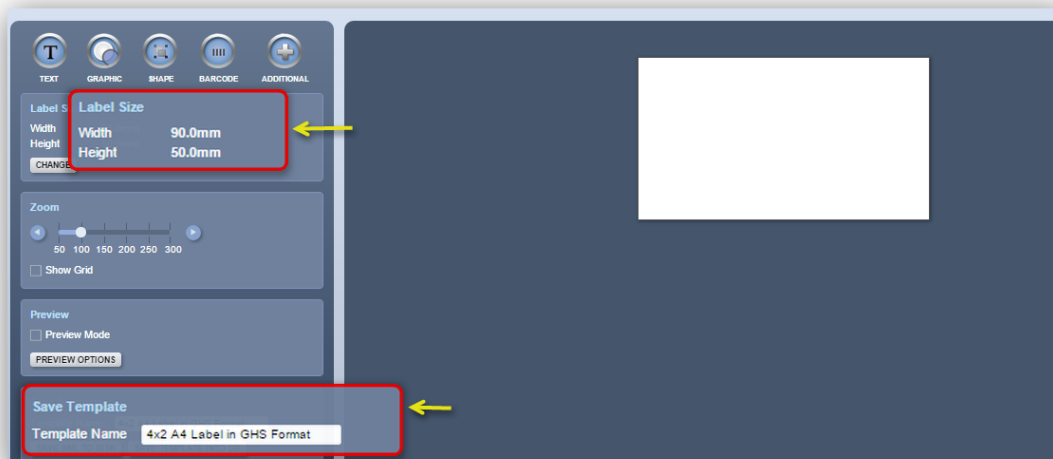 T
TEXT GRAPHIC SHAPE BARCODE ADDITIONAL
Label S
Width
Height
CHANGE
Label Size
Width 90.0mm
Height 50.0mm
Zoom
50 100 150 200 250 300
Show Grid
Preview
Preview Mode
PREVIEW OPTIONS
Save Template
Template Name 4x2 A4 Label in GHS Format